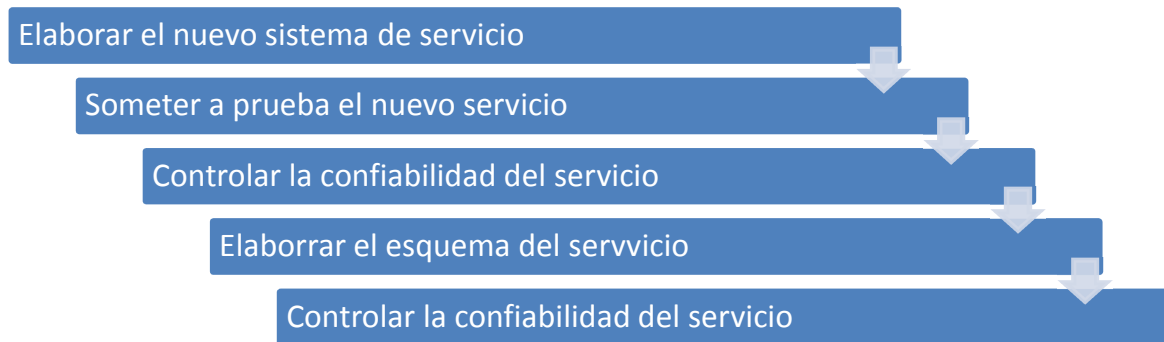 Elaborar el nuevo sistema de servicio
Someter a prueba el nuevo servicio
Controlar la confiabilidad del servicio
Elaborrar el esquema del servvicio
Controlar la confiabilidad del servicio